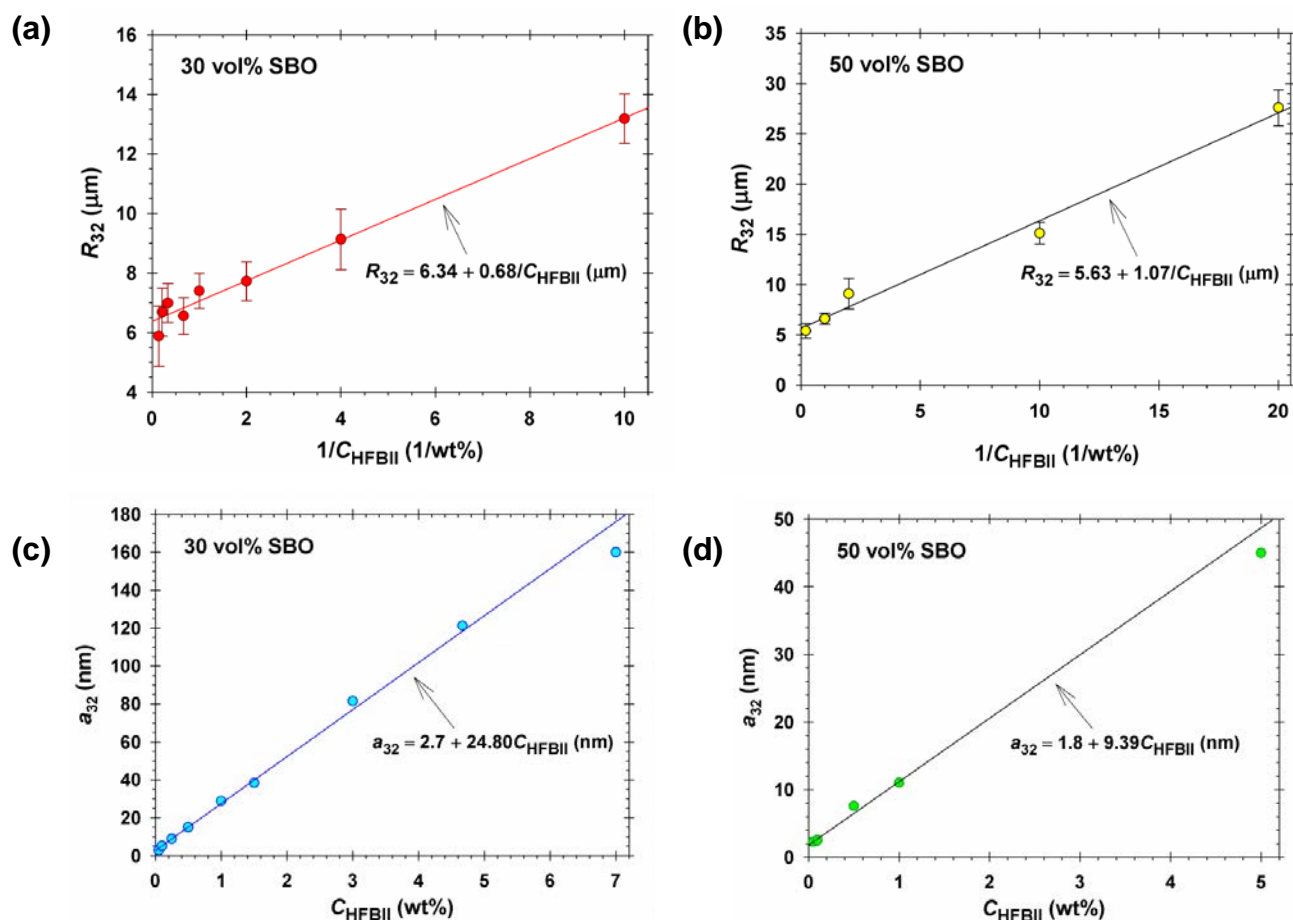 (a)
30 vol% SBO
16
14
12
10
8
6
4
R32 (μm)
R32 = 6.34 + 0.68/CHFBII (μm)
0 2 4 6 8 10
1/CHFBII (1/wt%)
(b)
50 vol% SBO
35
30
25
20
15
10
5
0
R32 (μm)
R32 = 5.63 + 1.07/CHFBII (μm)
0 5 10 15 20
1/CHFBII (1/wt%)
(c)
30 vol% SBO
180
160
140
120
100
80
60
40
20
0
a32 (nm)
a32 = 2.7 + 24.80CHFBII (nm)
0 1 2 3 4 5 6 7
CHFBII (wt%)
(d)
50 vol% SBO
50
40
30
20
10
0
a32 (nm)
a32 = 1.8 + 9.39CHFBII (nm)
0 1 2 3 4 5
CHFBII (wt%)